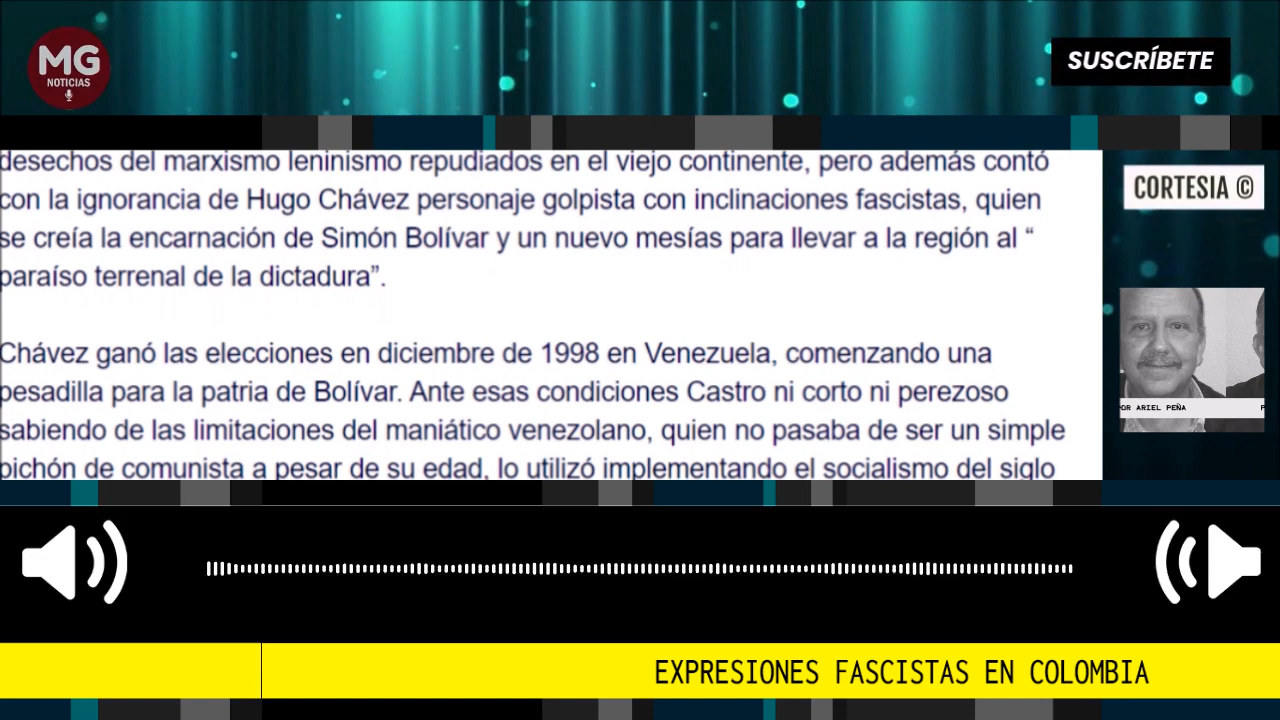 MG
NOTICIAS
SUSCRÍBETE
desechos del marxismo leninismo repudiados en el viejo continente, pero además contó
con la ignorancia de Hugo Chávez personaje golpista con inclinaciones fascistas, quien
se creía la encarnación de Simón Bolívar y un nuevo mesías para llevar a la región al “
paraíso terrenal de la dictadura”.
Chávez ganó las elecciones en diciembre de 1998 en Venezuela, comenzando una
pesadilla para la patria de Bolívar. Ante esas condiciones Castro ni corto ni perezoso
sabiendo de las limitaciones del maniático venezolano, quien no pasaba de ser un simple
pichón de comunista a pesar de su edad, lo utilizó implementando el socialismo del siglo
CORTESIA ©
OR ARIEL PEÑA
EXPRESIONES FASCISTAS EN COLOMBIA